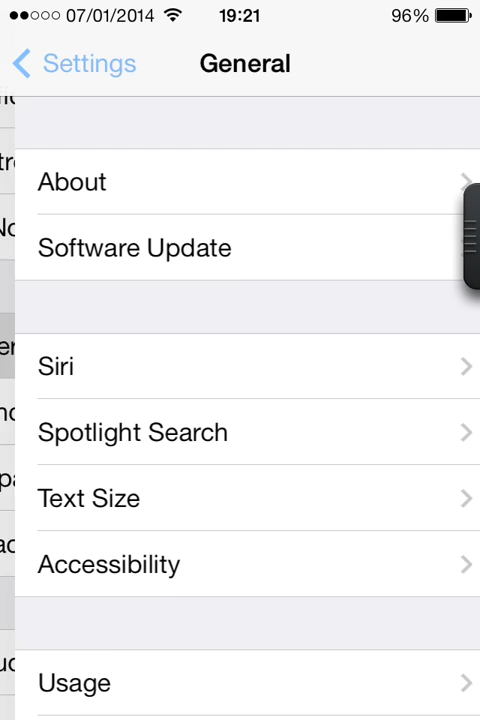 07/01/2014 19:21 96%
Settings General
About
Software Update
Siri
Spotlight Search
Text Size
Accessibility
Usage